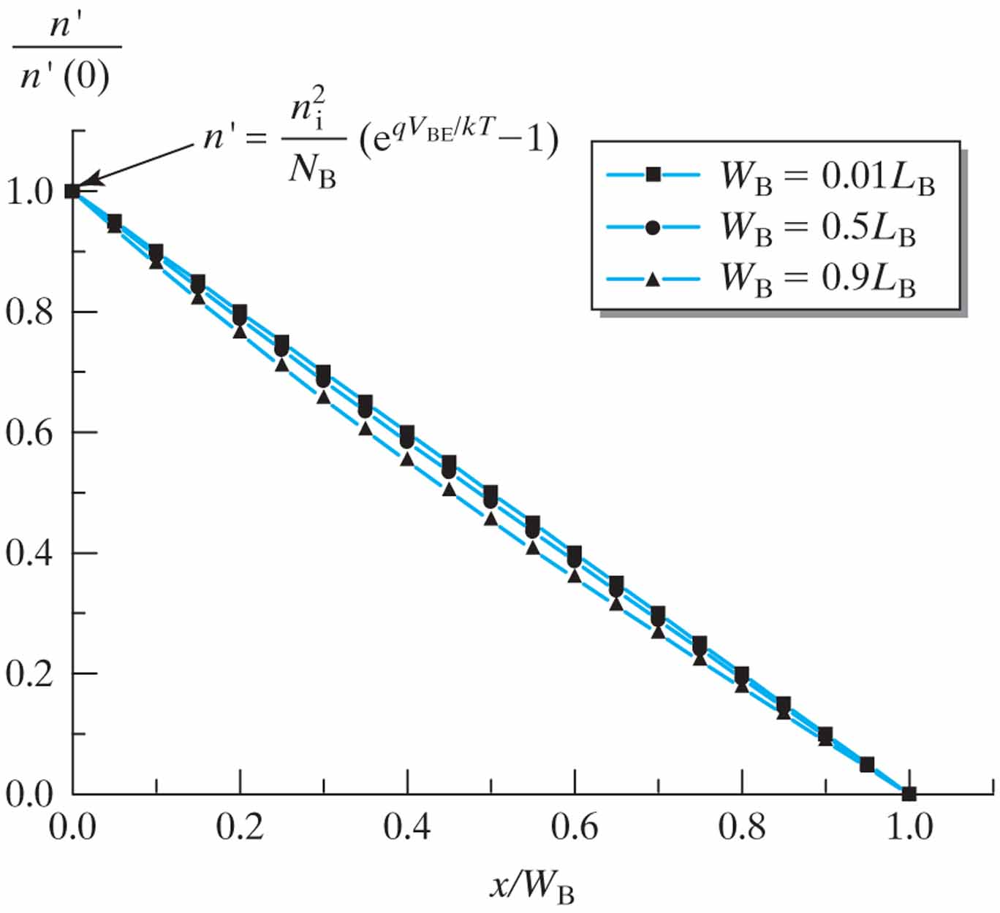 n'
n'(0)
n' = n_i^2 / N_B (e^{qV_BE/kT} − 1)
W_B = 0.01L_B
W_B = 0.5L_B
W_B = 0.9L_B
1.0
0.8
0.6
0.4
0.2
0.0
0.0 0.2 0.4 0.6 0.8 1.0
x/W_B